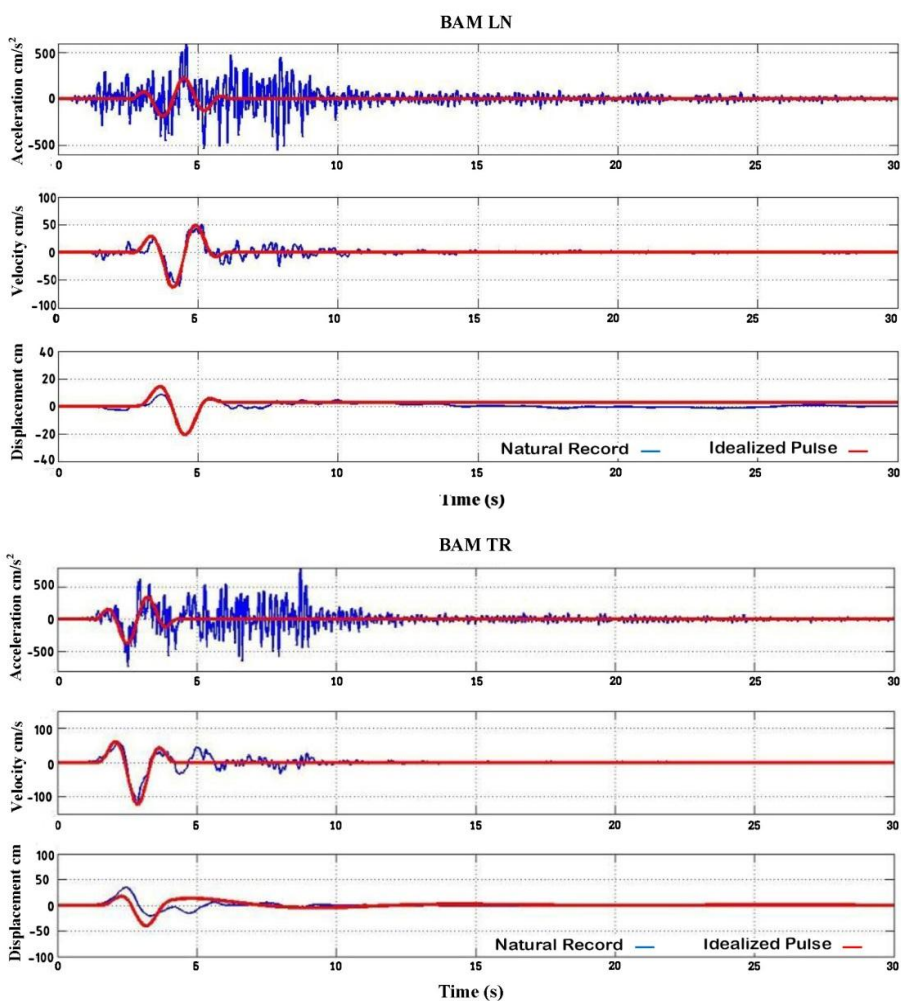 BAM LN
Acceleration cm/s²
500
0
−500
0 5 10 15 20 25 30
Velocity cm/s
100
50
0
−50
−100
0 5 10 15 20 25 30
Displacement cm
40
20
0
−20
−40
Natural Record Idealized Pulse
0 5 10 15 20 25 30
Time (s)
BAM TR
Acceleration cm/s²
500
0
−500
0 5 10 15 20 25 30
Velocity cm/s
100
0
−100
0 5 10 15 20 25 30
Displacement cm
100
50
0
−50
−100
Natural Record Idealized Pulse
0 5 10 15 20 25 30
Time (s)